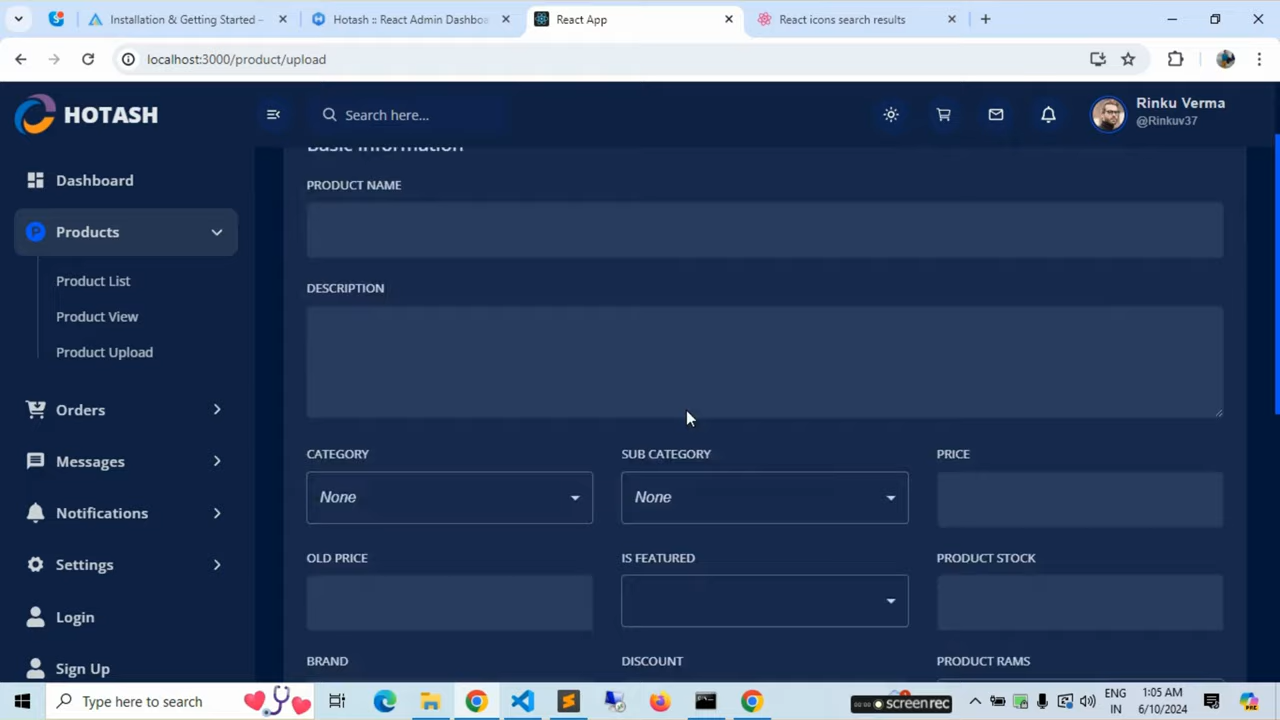 Installation & Getting Started –
Hotash :: React Admin Dashboa
React App
React icons search results
localhost:3000/product/upload
HOTASH
Search here...
Rinku Verma
@Rinkuv37
Dashboard
P
Products
Product List
Product View
Product Upload
Orders
Messages
Notifications
Settings
Login
Sign Up
Basic Information
PRODUCT NAME
DESCRIPTION
CATEGORY
SUB CATEGORY
PRICE
None
None
OLD PRICE
IS FEATURED
PRODUCT STOCK
BRAND
DISCOUNT
PRODUCT RAMS
Type here to search
screenrec
ENG
IN
1:05 AM
6/10/2024